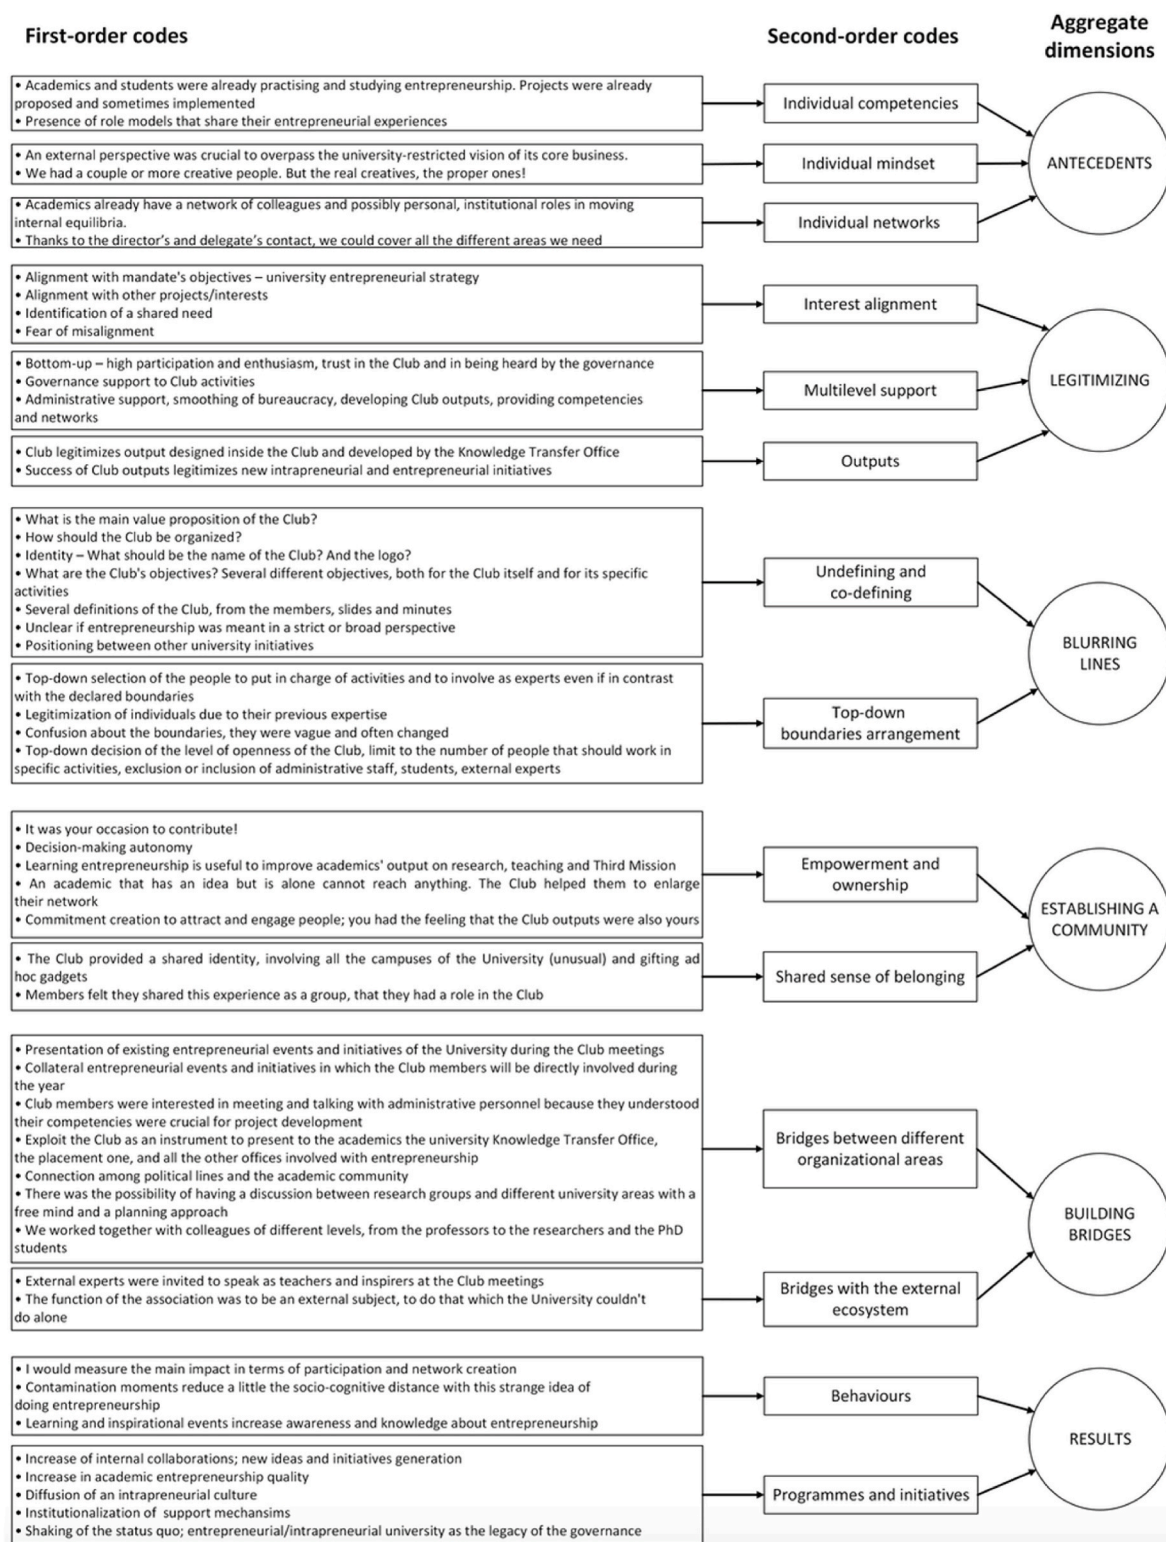 First-order codes
Second-order codes
Aggregate
dimensions
• Academics and students were already practising and studying entrepreneurship. Projects were already
proposed and sometimes implemented
• Presence of role models that share their entrepreneurial experiences
Individual competencies
• An external perspective was crucial to overpass the university-restricted vision of its core business.
• We had a couple or more creative people. But the real creatives, the proper ones!
Individual mindset
ANTECEDENTS
• Academics already have a network of colleagues and possibly personal, institutional roles in moving
internal equilibria.
• Thanks to the director's and delegate's contact, we could cover all the different areas we need
Individual networks
• Alignment with mandate's objectives – university entrepreneurial strategy
• Alignment with other projects/interests
• Identification of a shared need
• Fear of misalignment
Interest alignment
• Bottom-up – high participation and enthusiasm, trust in the Club and in being heard by the governance
• Governance support to Club activities
• Administrative support, smoothing of bureaucracy, developing Club outputs, providing competencies
and networks
Multilevel support
LEGITIMIZING
• Club legitimizes output designed inside the Club and developed by the Knowledge Transfer Office
• Success of Club outputs legitimizes new intrapreneurial and entrepreneurial initiatives
Outputs
• What is the main value proposition of the Club?
• How should the Club be organized?
• Identity – What should be the name of the Club? And the logo?
• What are the Club's objectives? Several different objectives, both for the Club itself and for its specific
activities
• Several definitions of the Club, from the members, slides and minutes
• Unclear if entrepreneurship was meant in a strict or broad perspective
• Positioning between other university initiatives
Undefining and
co-defining
BLURRING
LINES
• Top-down selection of the people to put in charge of activities and to involve as experts even if in contrast
with the declared boundaries
• Legitimization of individuals due to their previous expertise
• Confusion about the boundaries, they were vague and often changed
• Top-down decision of the level of openness of the Club, limit to the number of people that should work in
specific activities, exclusion or inclusion of administrative staff, students, external experts
Top-down
boundaries arrangement
• It was your occasion to contribute!
• Decision-making autonomy
• Learning entrepreneurship is useful to improve academics' output on research, teaching and Third Mission
• An academic that has an idea but is alone cannot reach anything. The Club helped them to enlarge
their network
• Commitment creation to attract and engage people; you had the feeling that the Club outputs were also yours
Empowerment and
ownership
ESTABLISHING A
COMMUNITY
• The Club provided a shared identity, involving all the campuses of the University (unusual) and gifting ad
hoc gadgets
• Members felt they shared this experience as a group, that they had a role in the Club
Shared sense of belonging
• Presentation of existing entrepreneurial events and initiatives of the University during the Club meetings
• Collateral entrepreneurial events and initiatives in which the Club members will be directly involved during
the year
• Club members were interested in meeting and talking with administrative personnel because they understood
their competencies were crucial for project development
• Exploit the Club as an instrument to present to the academics the university Knowledge Transfer Office,
the placement one, and all the other offices involved with entrepreneurship
• Connection among political lines and the academic community
• There was the possibility of having a discussion between research groups and different university areas with a
free mind and a planning approach
• We worked together with colleagues of different levels, from the professors to the researchers and the PhD
students
Bridges between different
organizational areas
BUILDING
BRIDGES
• External experts were invited to speak as teachers and inspirers at the Club meetings
• The function of the association was to be an external subject, to do that which the University couldn't
do alone
Bridges with the external
ecosystem
• I would measure the main impact in terms of participation and network creation
• Contamination moments reduce a little the socio-cognitive distance with this strange idea of
doing entrepreneurship
• Learning and inspirational events increase awareness and knowledge about entrepreneurship
Behaviours
RESULTS
• Increase of internal collaborations; new ideas and initiatives generation
• Increase in academic entrepreneurship quality
• Diffusion of an intrapreneurial culture
• Institutionalization of support mechansims
• Shaking of the status quo; entrepreneurial/intrapreneurial university as the legacy of the governance
Programmes and initiatives